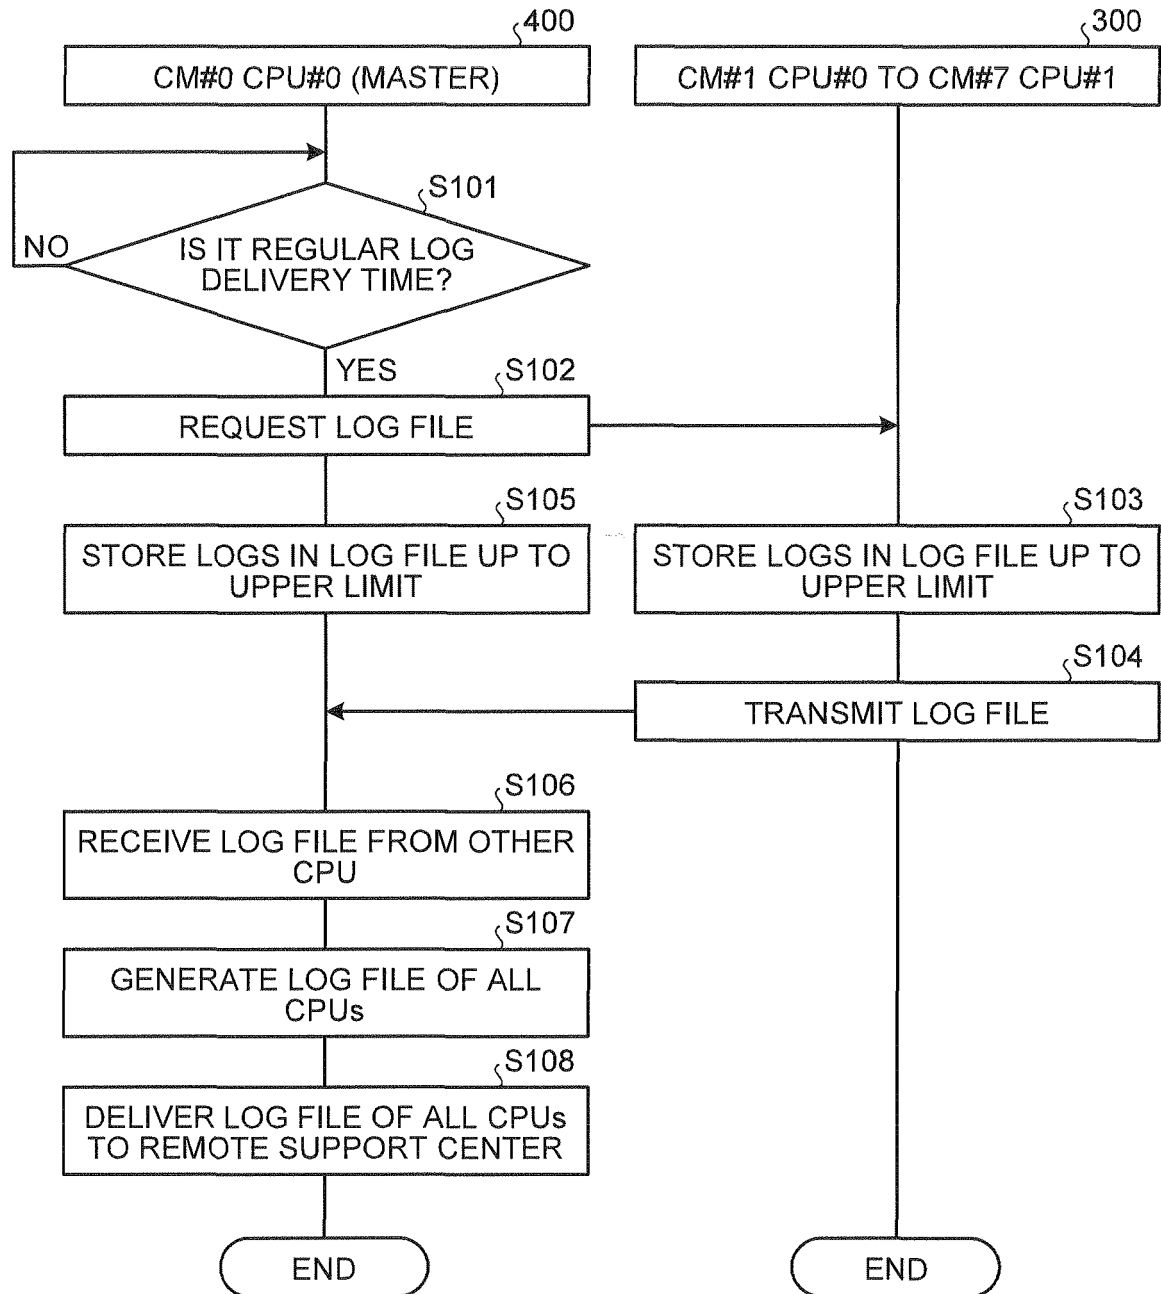 400
CM#0 CPU#0 (MASTER)
300
CM#1 CPU#0 TO CM#7 CPU#1
S101
IS IT REGULAR LOG
DELIVERY TIME?
NO
YES
S102
REQUEST LOG FILE
S105
STORE LOGS IN LOG FILE UP TO
UPPER LIMIT
S103
STORE LOGS IN LOG FILE UP TO
UPPER LIMIT
S104
TRANSMIT LOG FILE
S106
RECEIVE LOG FILE FROM OTHER
CPU
S107
GENERATE LOG FILE OF ALL
CPUs
S108
DELIVER LOG FILE OF ALL CPUs
TO REMOTE SUPPORT CENTER
END
END